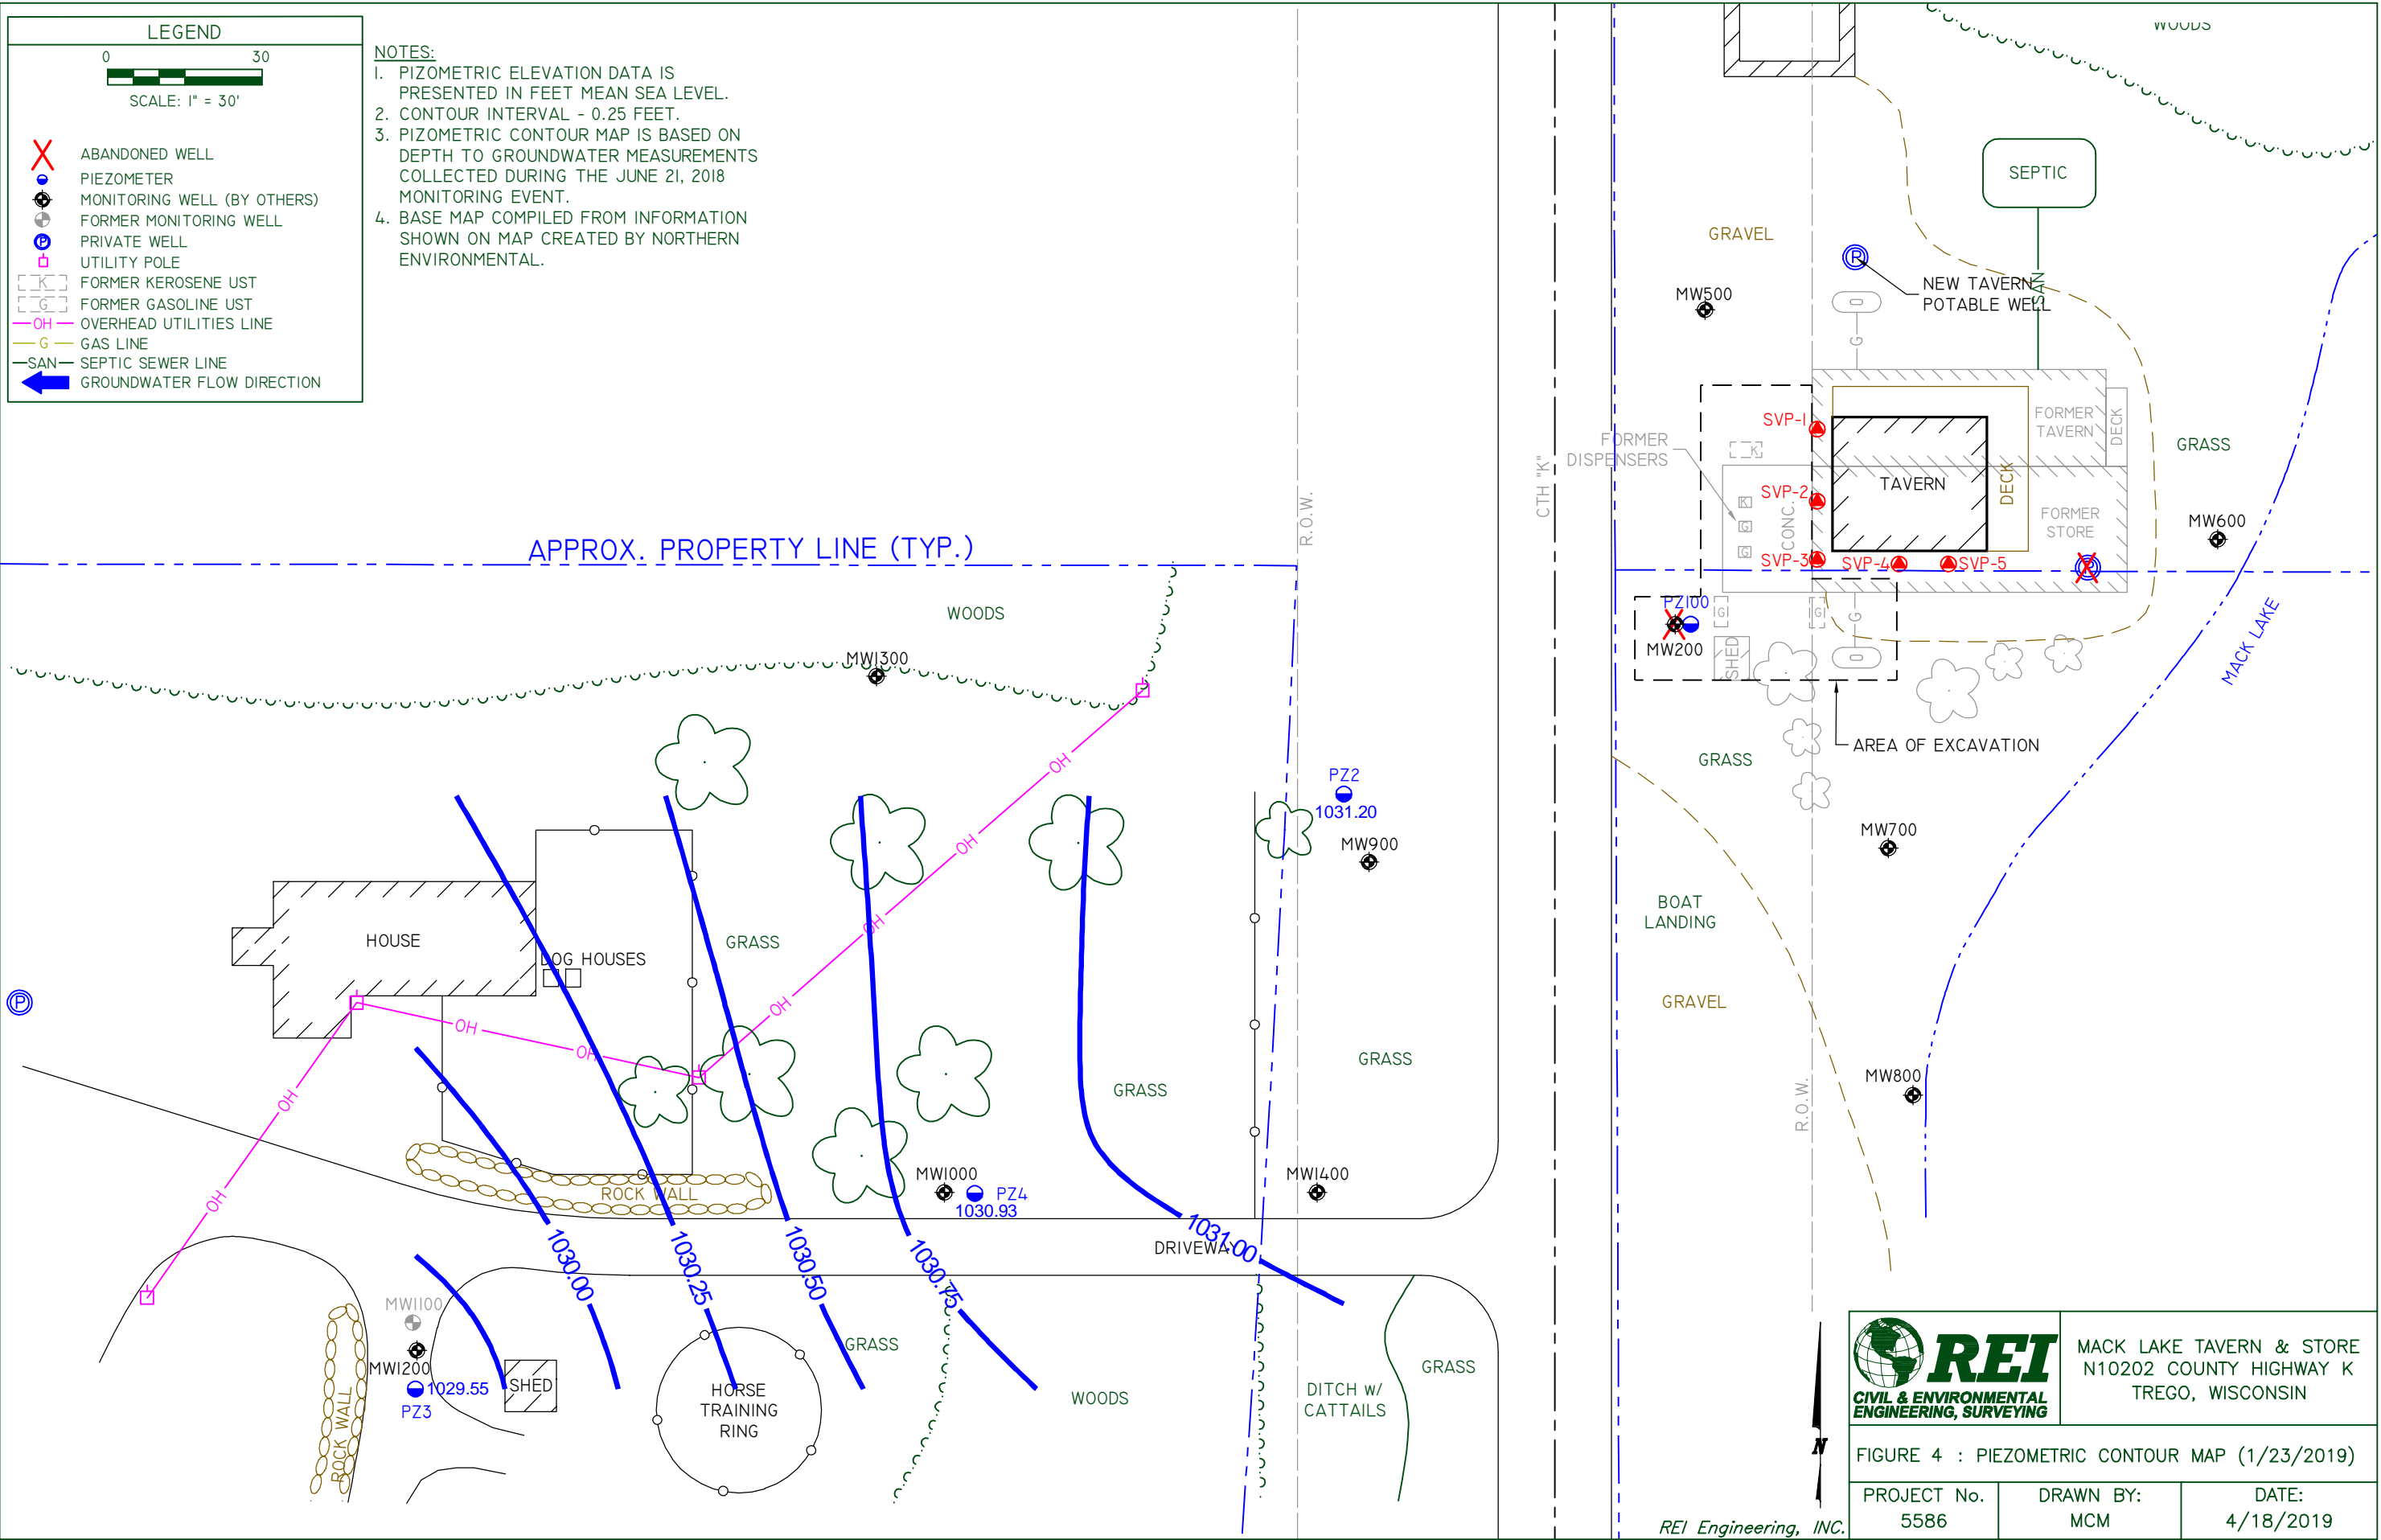 LEGEND
0 30
SCALE: 1" = 30'
ABANDONED WELL
PIEZOMETER
MONITORING WELL (BY OTHERS)
FORMER MONITORING WELL
P PRIVATE WELL
UTILITY POLE
K FORMER KEROSENE UST
G FORMER GASOLINE UST
OH OVERHEAD UTILITIES LINE
G GAS LINE
SAN SEPTIC SEWER LINE
GROUNDWATER FLOW DIRECTION
NOTES:
1. PIZOMETRIC ELEVATION DATA IS
PRESENTED IN FEET MEAN SEA LEVEL.
2. CONTOUR INTERVAL - 0.25 FEET.
3. PIZOMETRIC CONTOUR MAP IS BASED ON
DEPTH TO GROUNDWATER MEASUREMENTS
COLLECTED DURING THE JUNE 21, 2018
MONITORING EVENT.
4. BASE MAP COMPILED FROM INFORMATION
SHOWN ON MAP CREATED BY NORTHERN
ENVIRONMENTAL.
WOODS
SEPTIC
GRAVEL
P
NEW TAVERN
POTABLE WELL
SAN
MW500
G
SVP-1
FORMER
TAVERN
DECK
GRASS
FORMER
DISPENSERS
K
CTH "K"
R.O.W.
SVP-2
K
G
G
CONC.
TAVERN
DECK
FORMER
STORE
MW600
SVP-3
SVP-4
SVP-5
P
APPROX. PROPERTY LINE (TYP.)
WOODS
PZ100
G
G
G
MW200
SHED
MACK LAKE
MW1300
AREA OF EXCAVATION
GRASS
OH
PZ2
1031.20
MW900
MW700
OH
OH
BOAT
LANDING
HOUSE
DOG HOUSES
GRASS
P
OH
OH
OH
OH
OH
GRAVEL
GRASS
GRASS
MW800
R.O.W.
ROCK WALL
MW1000
PZ4
1030.93
MW1400
DRIVEWAY
1030.00
1030.25
1030.50
1030.75
1031.00
MW1100
MW1200
1029.55
PZ3
SHED
ROCK WALL
HORSE
TRAINING
RING
GRASS
WOODS
DITCH W/
CATTAILS
GRASS
N
REI Engineering, INC.
REI
CIVIL & ENVIRONMENTAL
ENGINEERING, SURVEYING
MACK LAKE TAVERN & STORE
N10202 COUNTY HIGHWAY K
TREGO, WISCONSIN
FIGURE 4 : PIEZOMETRIC CONTOUR MAP (1/23/2019)
PROJECT No.
5586
DRAWN BY:
MCM
DATE:
4/18/2019